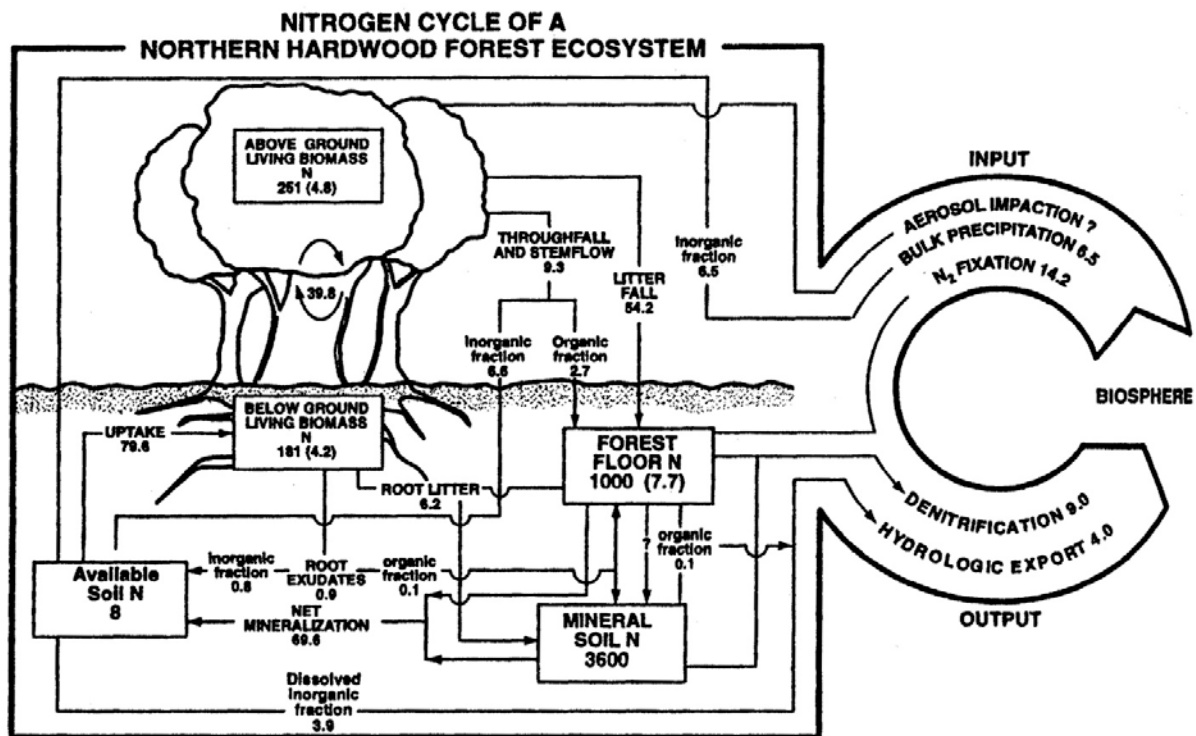 NITROGEN CYCLE OF A
NORTHERN HARDWOOD FOREST ECOSYSTEM
ABOVE GROUND
LIVING BIOMASS
N
251 (4.8)
39.8
THROUGHFALL
AND STEMFLOW
9.3
LITTER
FALL
54.2
Inorganic
fraction
6.5
Inorganic
fraction
6.6
Organic
fraction
2.7
INPUT
AEROSOL IMPACTION ?
BULK PRECIPITATION 6.5
N2 FIXATION 14.2
BIOSPHERE
DENITRIFICATION 9.0
HYDROLOGIC EXPORT 4.0
OUTPUT
BELOW GROUND
LIVING BIOMASS
N
181 (4.2)
UPTAKE
79.6
ROOT LITTER
6.2
FOREST
FLOOR N
1000 (7.7)
Available
Soil N
8
inorganic
fraction
0.8
ROOT
EXUDATES
0.9
organic
fraction
0.1
?
organic
fraction
0.1
NET
MINERALIZATION
69.6
MINERAL
SOIL N
3600
Dissolved
inorganic
fraction
3.9